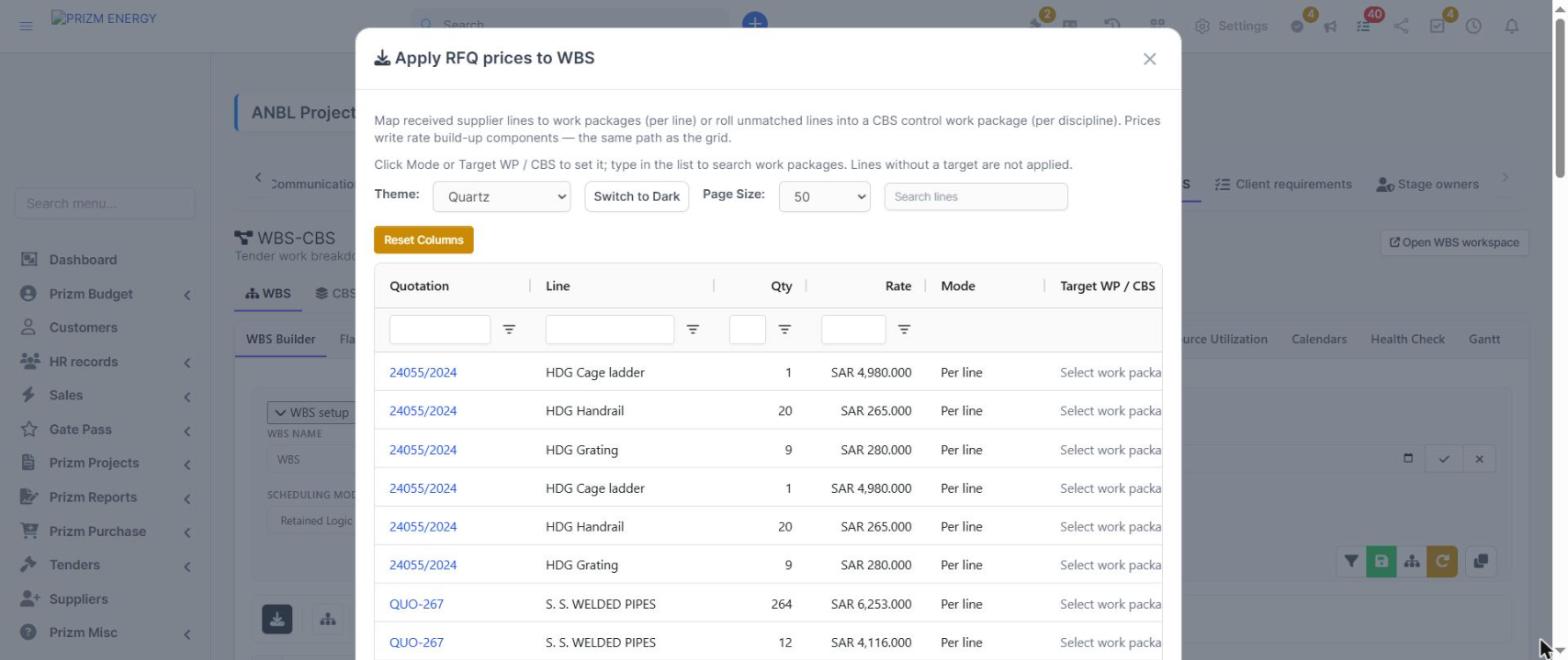 PRIZM ENERGY
Search
2
Settings
4
40
4
Apply RFQ prices to WBS
ANBL Project
Map received supplier lines to work packages (per line) or roll unmatched lines into a CBS control work package (per discipline). Prices
write rate build-up components — the same path as the grid.
Click Mode or Target WP / CBS to set it; type in the list to search work packages. Lines without a target are not applied.
Communicatio
S
Client requirements
Stage owners
Search menu...
Theme:
Quartz
Switch to Dark
Page Size:
50
Search lines
WBS-CBS
Tender work breakdo
Reset Columns
Open WBS workspace
Dashboard
Prizm Budget
Customers
HR records
Sales
Gate Pass
Prizm Projects
Prizm Reports
Prizm Purchase
Tenders
Suppliers
Prizm Misc
WBS
CBS
WBS Builder
Fla
urce Utilization
Calendars
Health Check
Gantt
WBS setup
WBS NAME
WBS
SCHEDULING MOD
Retained Logic
Quotation Line Qty Rate Mode Target WP / CBS
24055/2024 HDG Cage ladder 1 SAR 4,980.000 Per line Select work packa
24055/2024 HDG Handrail 20 SAR 265.000 Per line Select work packa
24055/2024 HDG Grating 9 SAR 280.000 Per line Select work packa
24055/2024 HDG Cage ladder 1 SAR 4,980.000 Per line Select work packa
24055/2024 HDG Handrail 20 SAR 265.000 Per line Select work packa
24055/2024 HDG Grating 9 SAR 280.000 Per line Select work packa
QUO-267 S. S. WELDED PIPES 264 SAR 6,253.000 Per line Select work packa
QUO-267 S. S. WELDED PIPES 12 SAR 4,116.000 Per line Select work packa